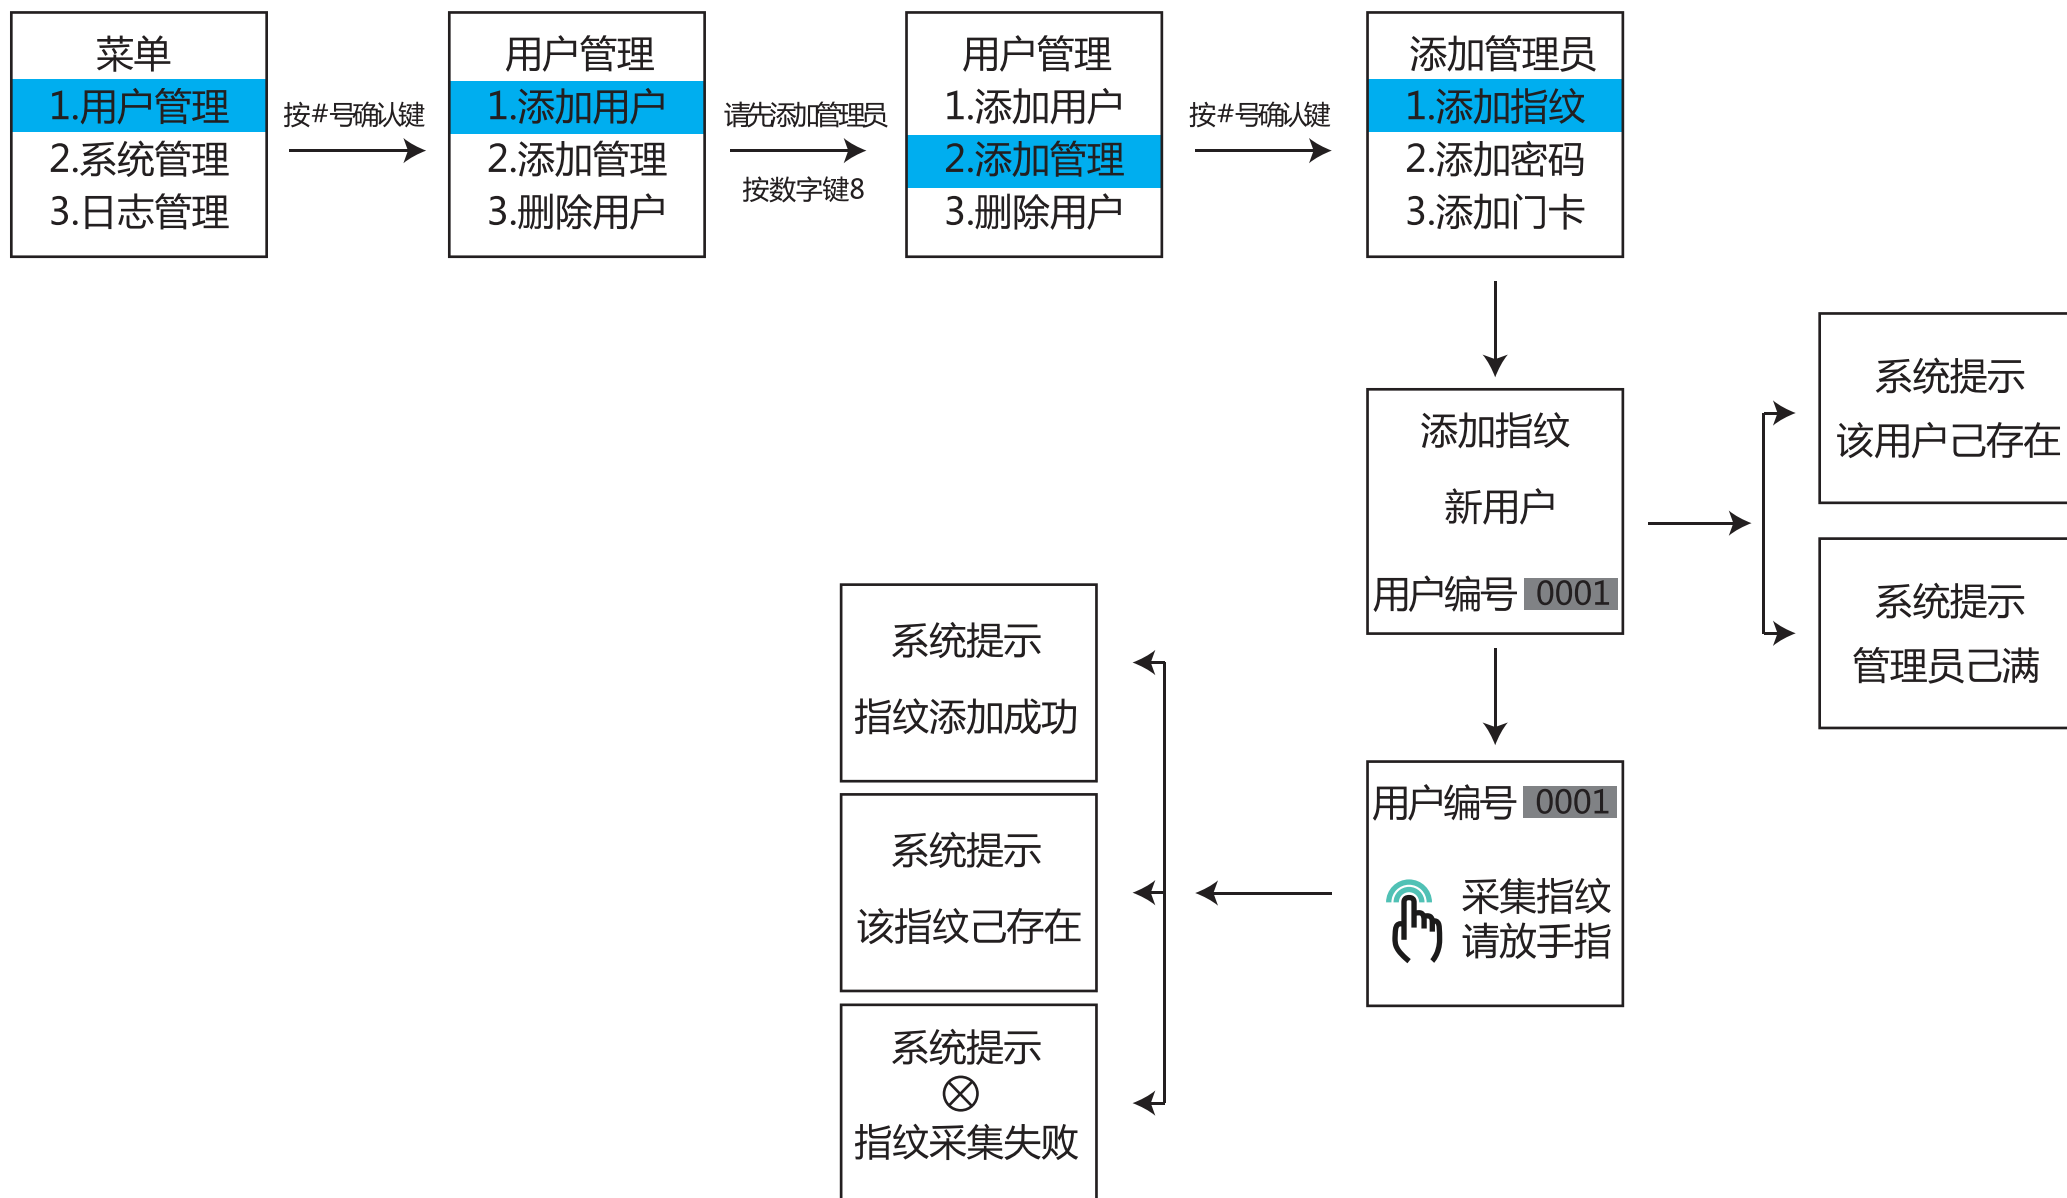 菜单
1.用户管理
2.系统管理
3.日志管理
按#号确认键
用户管理
1.添加用户
2.添加管理
3.删除用户
请先添加管理员
按数字键8
用户管理
1.添加用户
2.添加管理
3.删除用户
按#号确认键
添加管理员
1.添加指纹
2.添加密码
3.添加门卡
添加指纹
新用户
用户编号 0001
系统提示
该用户己存在
系统提示
管理员己满
用户编号 0001
采集指纹
请放手指
系统提示
指纹添加成功
系统提示
该指纹己存在
系统提示
指纹采集失败